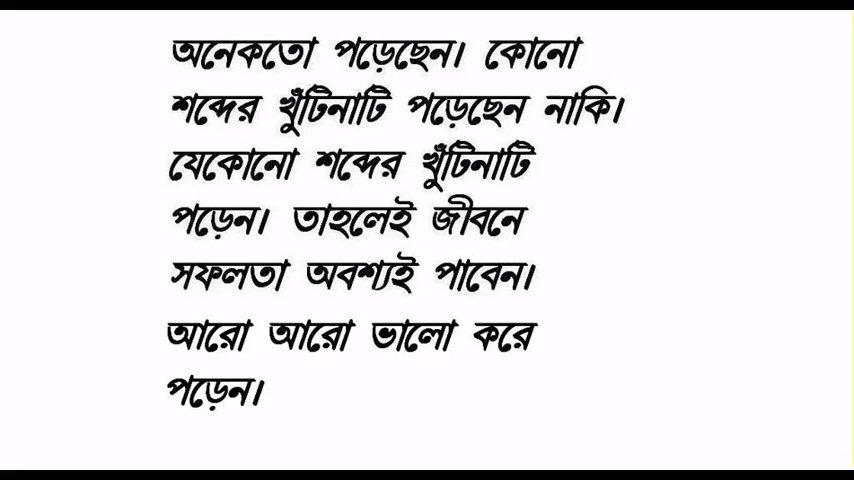 অনেকতো পড়েছেন। কোনো
শব্দের খুঁটিনাটি পড়েছেন নাকি।
যেকোনো শব্দের খুঁটিনাটি
পড়েন। তাহলেই জীবনে
সফলতা অবশ্যই পাবেন।
আরো আরো ভালো করে
পড়েন।